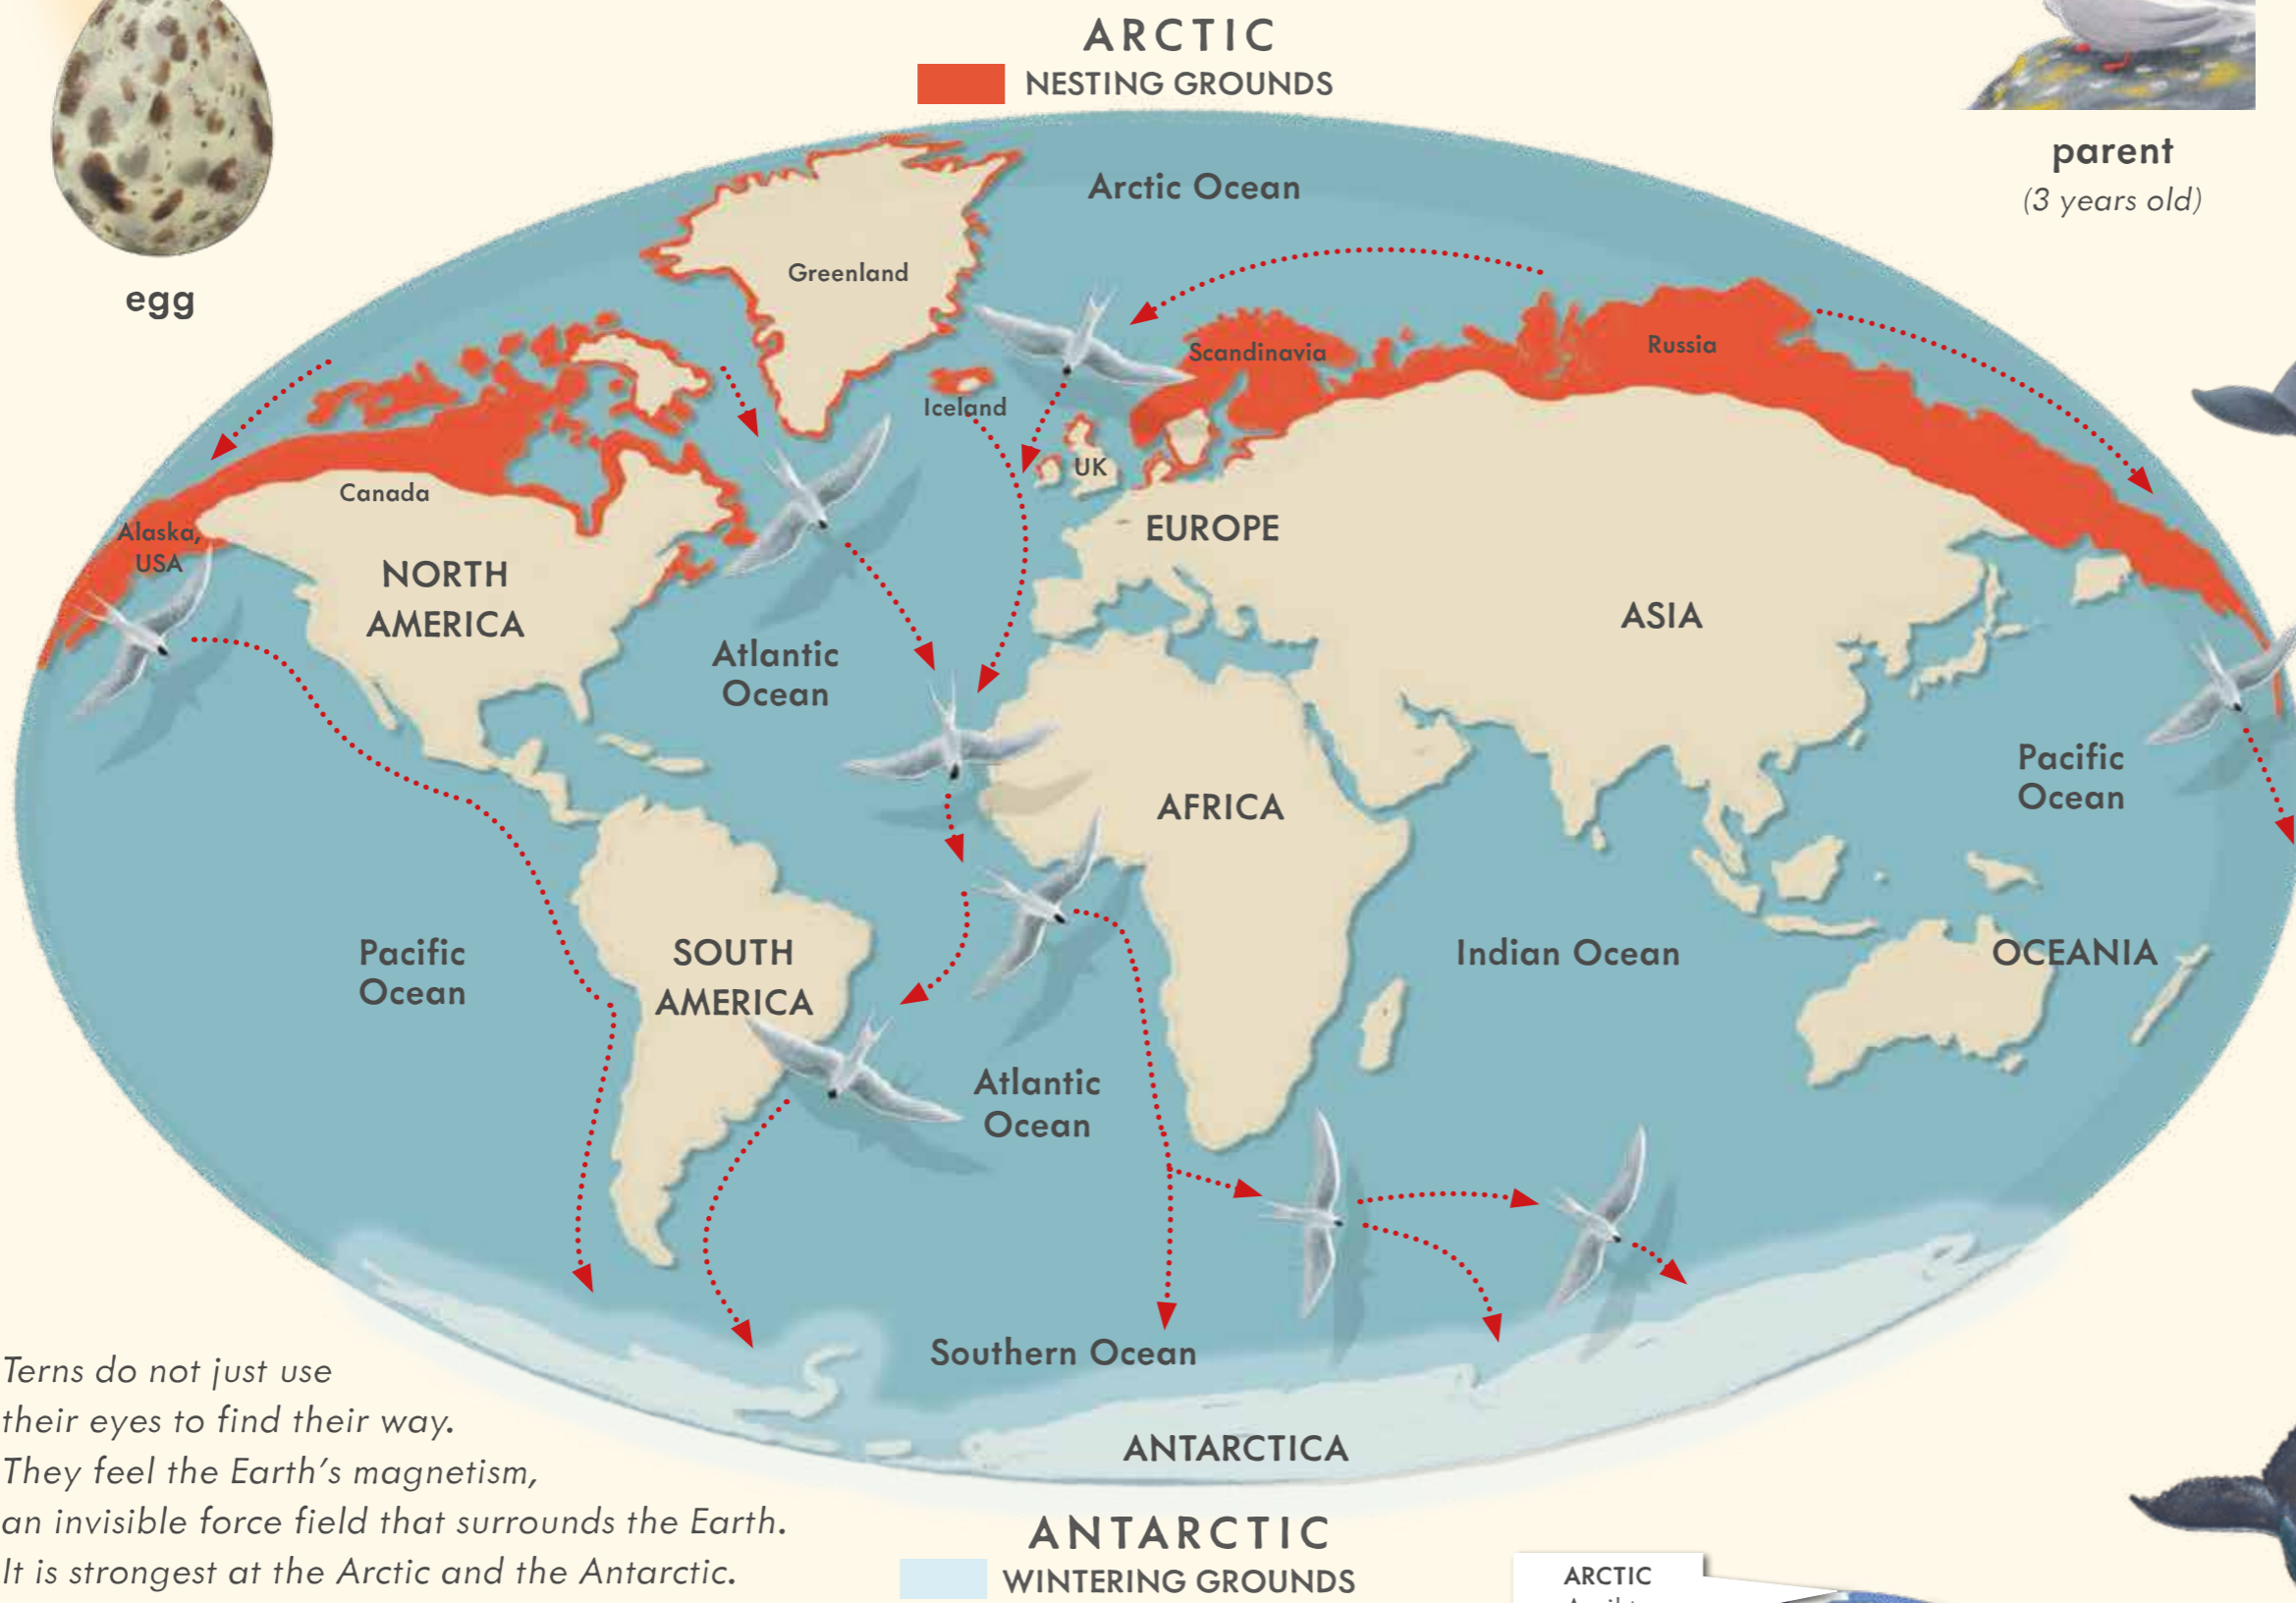 ARCTIC
NESTING GROUNDS
egg
parent
(3 years old)
Arctic Ocean
Greenland
Iceland
Scandinavia
Russia
UK
Canada
Alaska,
USA
NORTH
AMERICA
EUROPE
ASIA
Atlantic
Ocean
Pacific
Ocean
AFRICA
Pacific
Ocean
SOUTH
AMERICA
Indian Ocean
OCEANIA
Atlantic
Ocean
Southern Ocean
ANTARCTICA
Terns do not just use
their eyes to find their way.
They feel the Earth’s magnetism,
an invisible force field that surrounds the Earth.
It is strongest at the Arctic and the Antarctic.
ANTARCTIC
WINTERING GROUNDS
ARCTIC